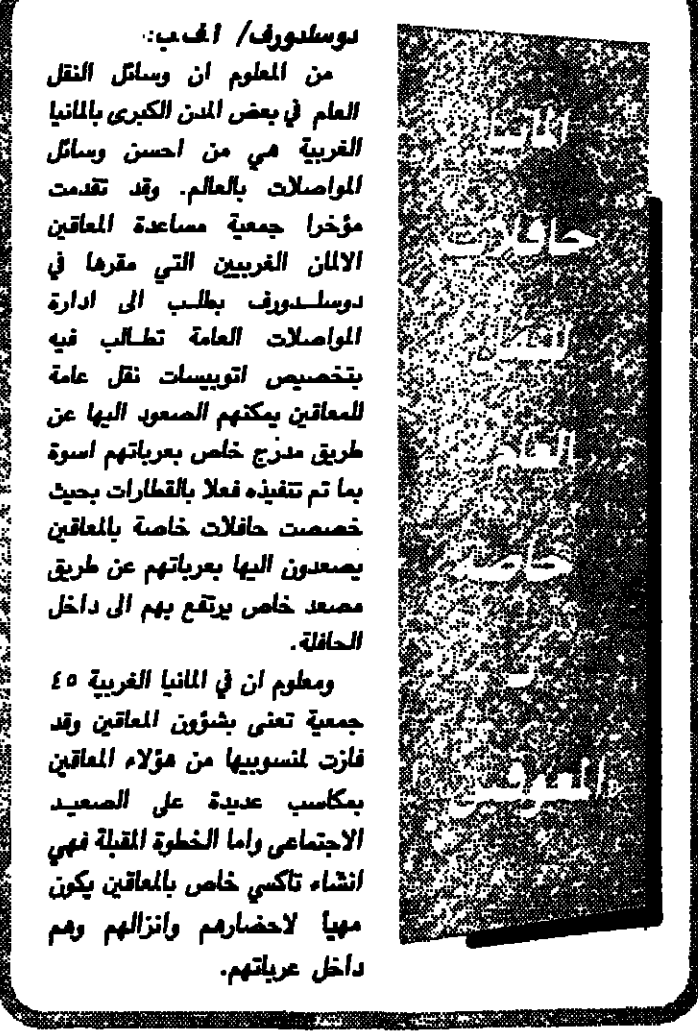 المانيا
حافلات
للنقل
العام
خاصة
بـ
المعوقين
دوسلدورف/ الف.ب:
من المعلوم ان وسائل النقل
العام في بعض المدن الكبرى بالمانيا
الغربية هي من احسن وسائل
المواصلات بالعالم. وقد تقدمت
مؤخرا جمعية مساعدة المعاقين
الالمان الغربيين التي مقرها في
دوسلدورف بطلب الى ادارة
المواصلات العامة تطالب فيه
بتخصيص اتوبيسات نقل عامة
للمعاقين يمكنهم الصعود اليها عن
طريق مدرج خاص بعرباتهم اسوة
بما تم تنفيذه فعلا بالقطارات بحيث
خصصت حافلات خاصة بالمعاقين
يصعدون اليها بعرباتهم عن طريق
مصعد خاص يرتفع بهم الى داخل
الحافلة.
ومعلوم ان في المانيا الغربية ٤٥
جمعية تعنى بشؤون المعاقين وقد
فازت لمنسوبيها من هؤلاء المعاقين
بمكاسب عديدة على الصعيد
الاجتماعى واما الخطوة المقبلة فهي
انشاء تاكسي خاص بالمعاقين يكون
مهيأ لاحضارهم وانزالهم وهم
داخل عرباتهم.